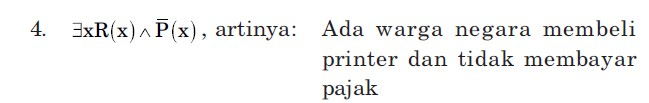 4. ∃xR(x)∧P̅(x), artinya: Ada warga negara membeli
printer dan tidak membayar
pajak